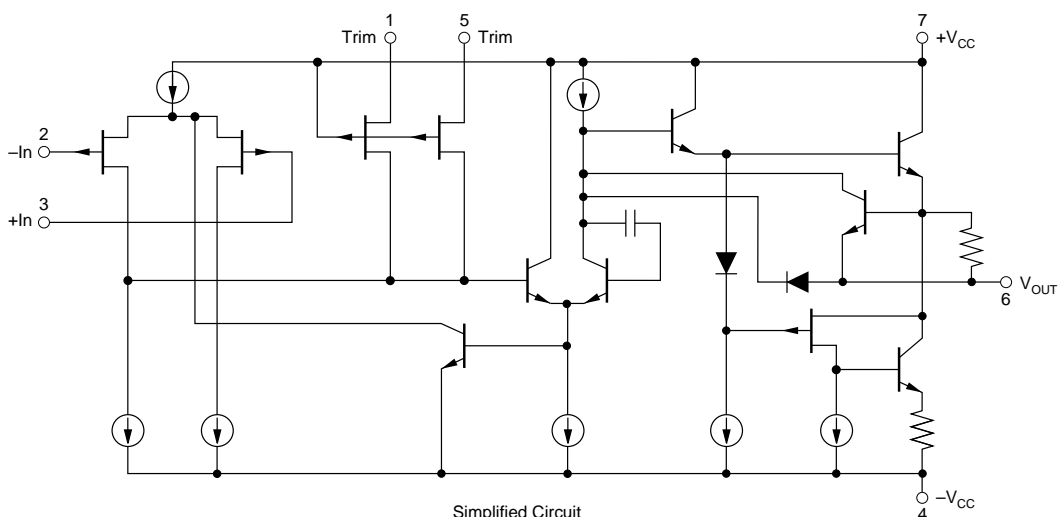 1
Trim
5
Trim
7
+VCC
2
–In
3
+In
VOUT
6
–VCC
4
Simplified Circuit